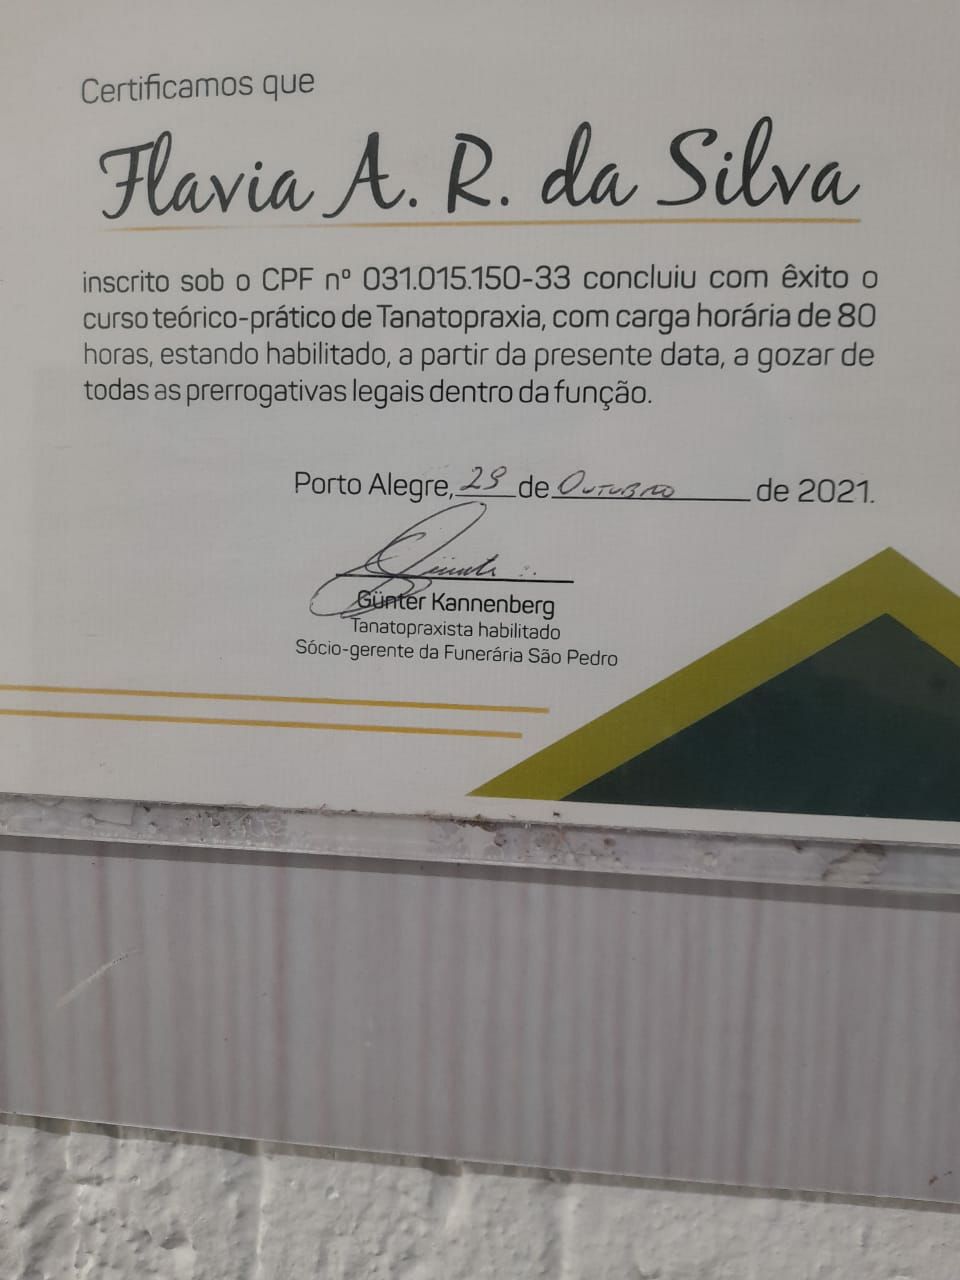 Certificamos que
Flavia A. R. da Silva
inscrito sob o CPF nº 031.015.150-33 concluiu com êxito o
curso teórico-prático de Tanatopraxia, com carga horária de 80
horas, estando habilitado, a partir da presente data, a gozar de
todas as prerrogativas legais dentro da função.
Porto Alegre, 29 de Outubro de 2021.
Günter Kannenberg
Tanatopraxista habilitado
Sócio-gerente da Funerária São Pedro